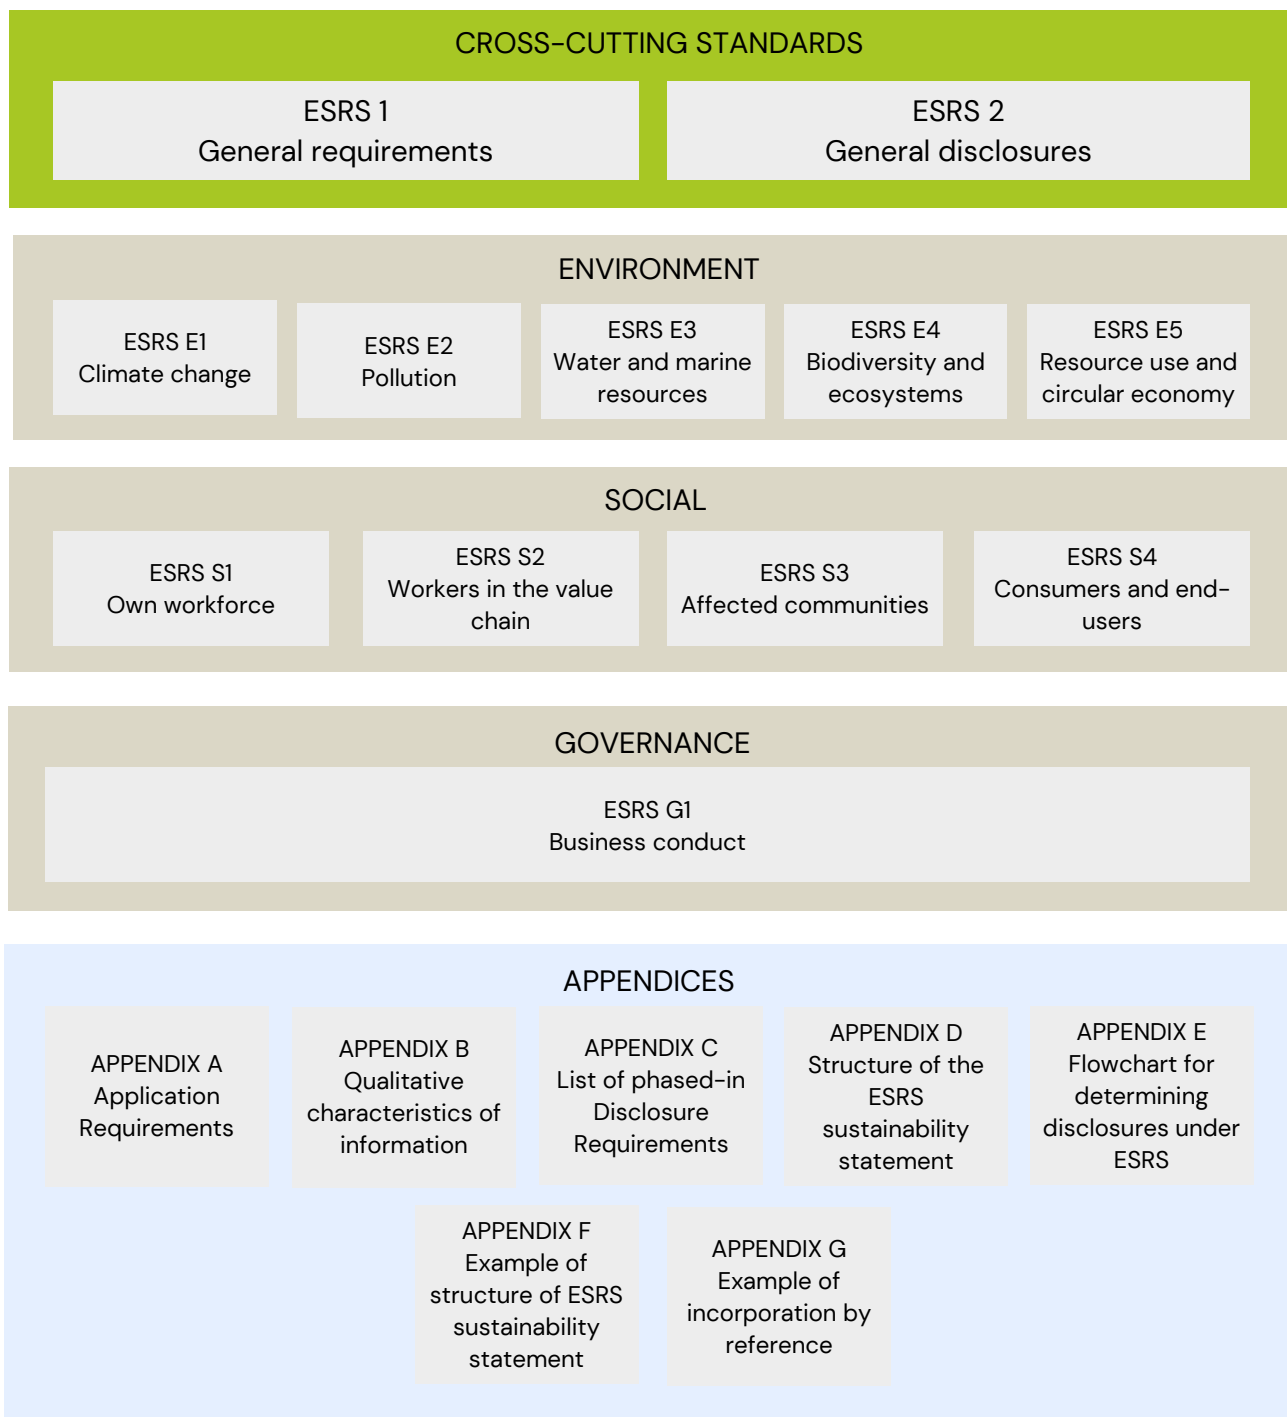 CROSS-CUTTING STANDARDS
ESRS 1
General requirements
ESRS 2
General disclosures
ENVIRONMENT
ESRS E1
Climate change
ESRS E2
Pollution
ESRS E3
Water and marine
resources
ESRS E4
Biodiversity and
ecosystems
ESRS E5
Resource use and
circular economy
SOCIAL
ESRS S1
Own workforce
ESRS S2
Workers in the value
chain
ESRS S3
Affected communities
ESRS S4
Consumers and end-
users
GOVERNANCE
ESRS G1
Business conduct
APPENDICES
APPENDIX A
Application
Requirements
APPENDIX B
Qualitative
characteristics of
information
APPENDIX C
List of phased-in
Disclosure
Requirements
APPENDIX D
Structure of the
ESRS
sustainability
statement
APPENDIX E
Flowchart for
determining
disclosures under
ESRS
APPENDIX F
Example of
structure of ESRS
sustainability
statement
APPENDIX G
Example of
incorporation by
reference